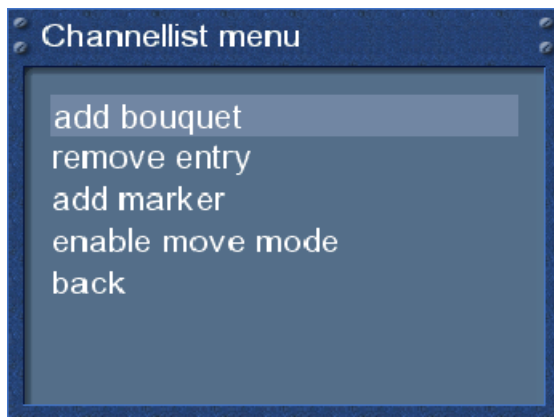 Channellist menu
add bouquet
remove entry
add marker
enable move mode
back